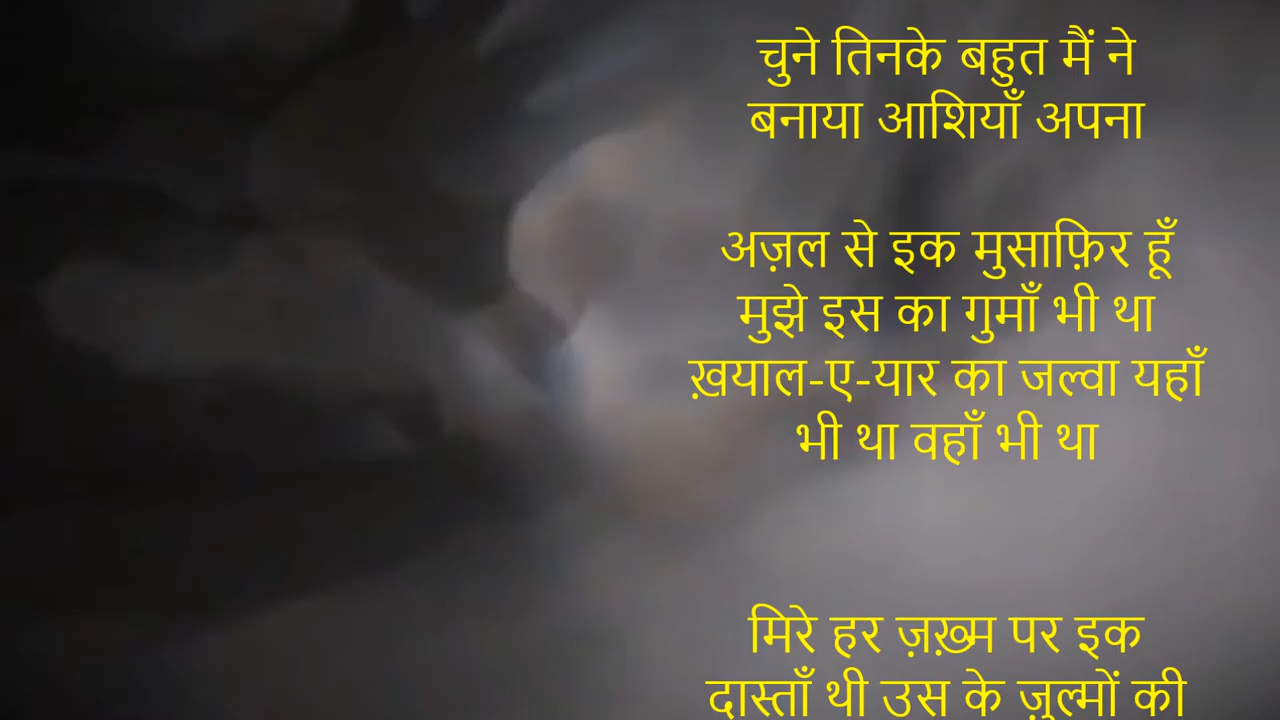 चुने तिनके बहुत मैं ने
बनाया आशियाँ अपना
अज़ल से इक मुसाफ़िर हूँ
मुझे इस का गुमाँ भी था
ख़याल-ए-यार का जल्वा यहाँ
भी था वहाँ भी था
मिरे हर ज़ख़्म पर इक
दास्ताँ थी उस के ज़ुल्मों की